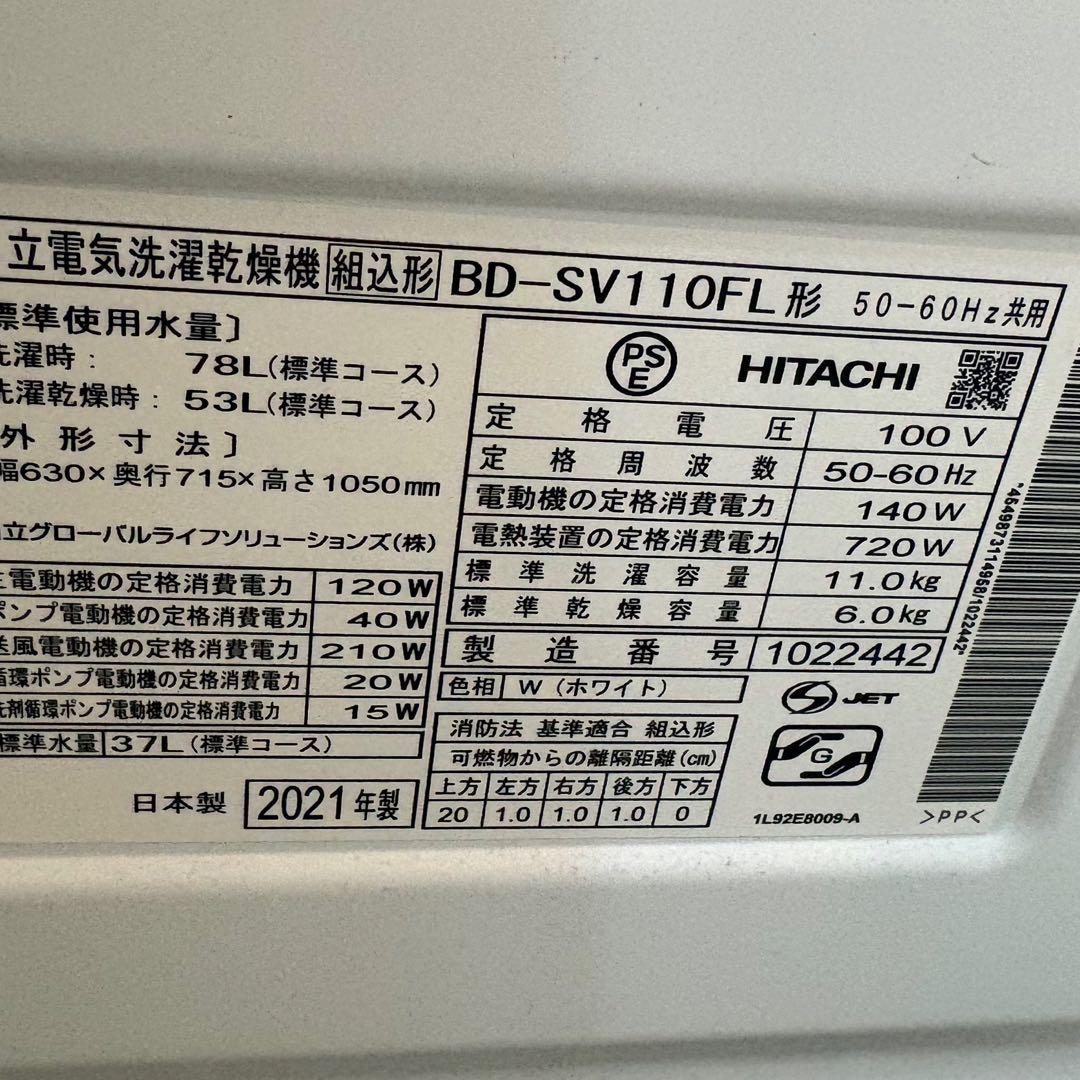 立電気洗濯乾燥機 組込形 BD-SV110FL形 50-60Hz共用
標準使用水量〕
洗濯時: 78L(標準コース)
洗濯乾燥時: 53L(標準コース)
外形寸法〕
幅630×奥行715×高さ1050mm
立グローバルライフソリューションズ(株)
主電動機の定格消費電力 120W
ポンプ電動機の定格消費電力 40W
送風電動機の定格消費電力 210W
循環ポンプ電動機の定格消費電力 20W
洗剤循環ポンプ電動機の定格消費電力 15W
標準水量 37L(標準コース)
日本製 2021年製
PSE HITACHI
定格電圧 100V
定格周波数 50-60Hz
電動機の定格消費電力 140W
電熱装置の定格消費電力 720W
標準洗濯容量 11.0kg
標準乾燥容量 6.0kg
製造番号 1022442
色相 W(ホワイト)
消防法 基準適合 組込形
可燃物からの離隔距離(cm)
上方 左方 右方 後方 下方
20 1.0 1.0 1.0 0
S JET
G
1L92E8009-A
>PP<
*4549873114958/1022442*